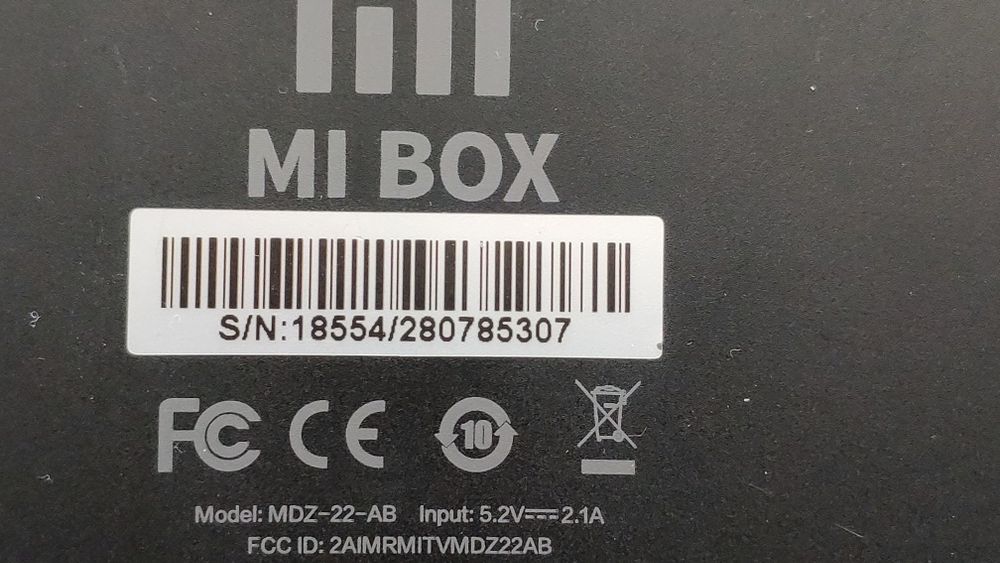 MI BOX
S/N:18554/280785307
FC CE 10
Model: MDZ-22-AB Input: 5.2V⎓2.1A
FCC ID: 2AIMRMITVMDZ22AB